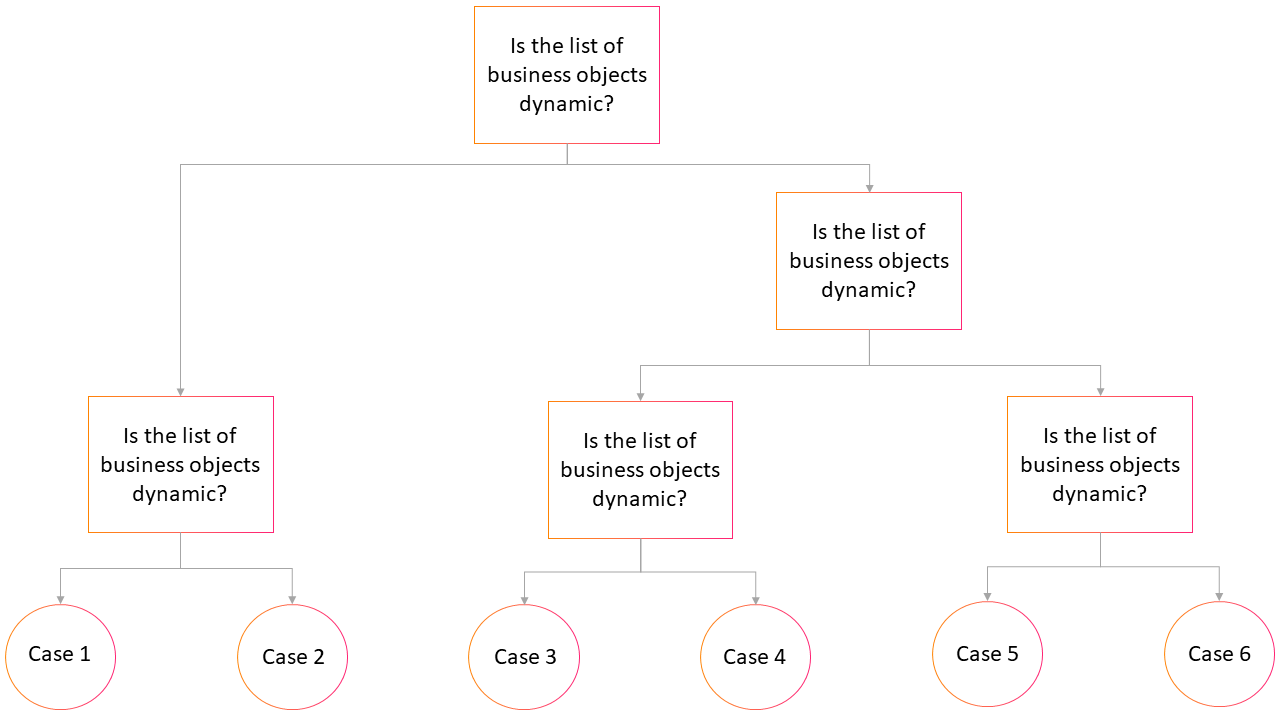 Is the list of
business objects
dynamic?
Is the list of
business objects
dynamic?
Is the list of
business objects
dynamic?
Is the list of
business objects
dynamic?
Is the list of
business objects
dynamic?
Case 1
Case 2
Case 3
Case 4
Case 5
Case 6